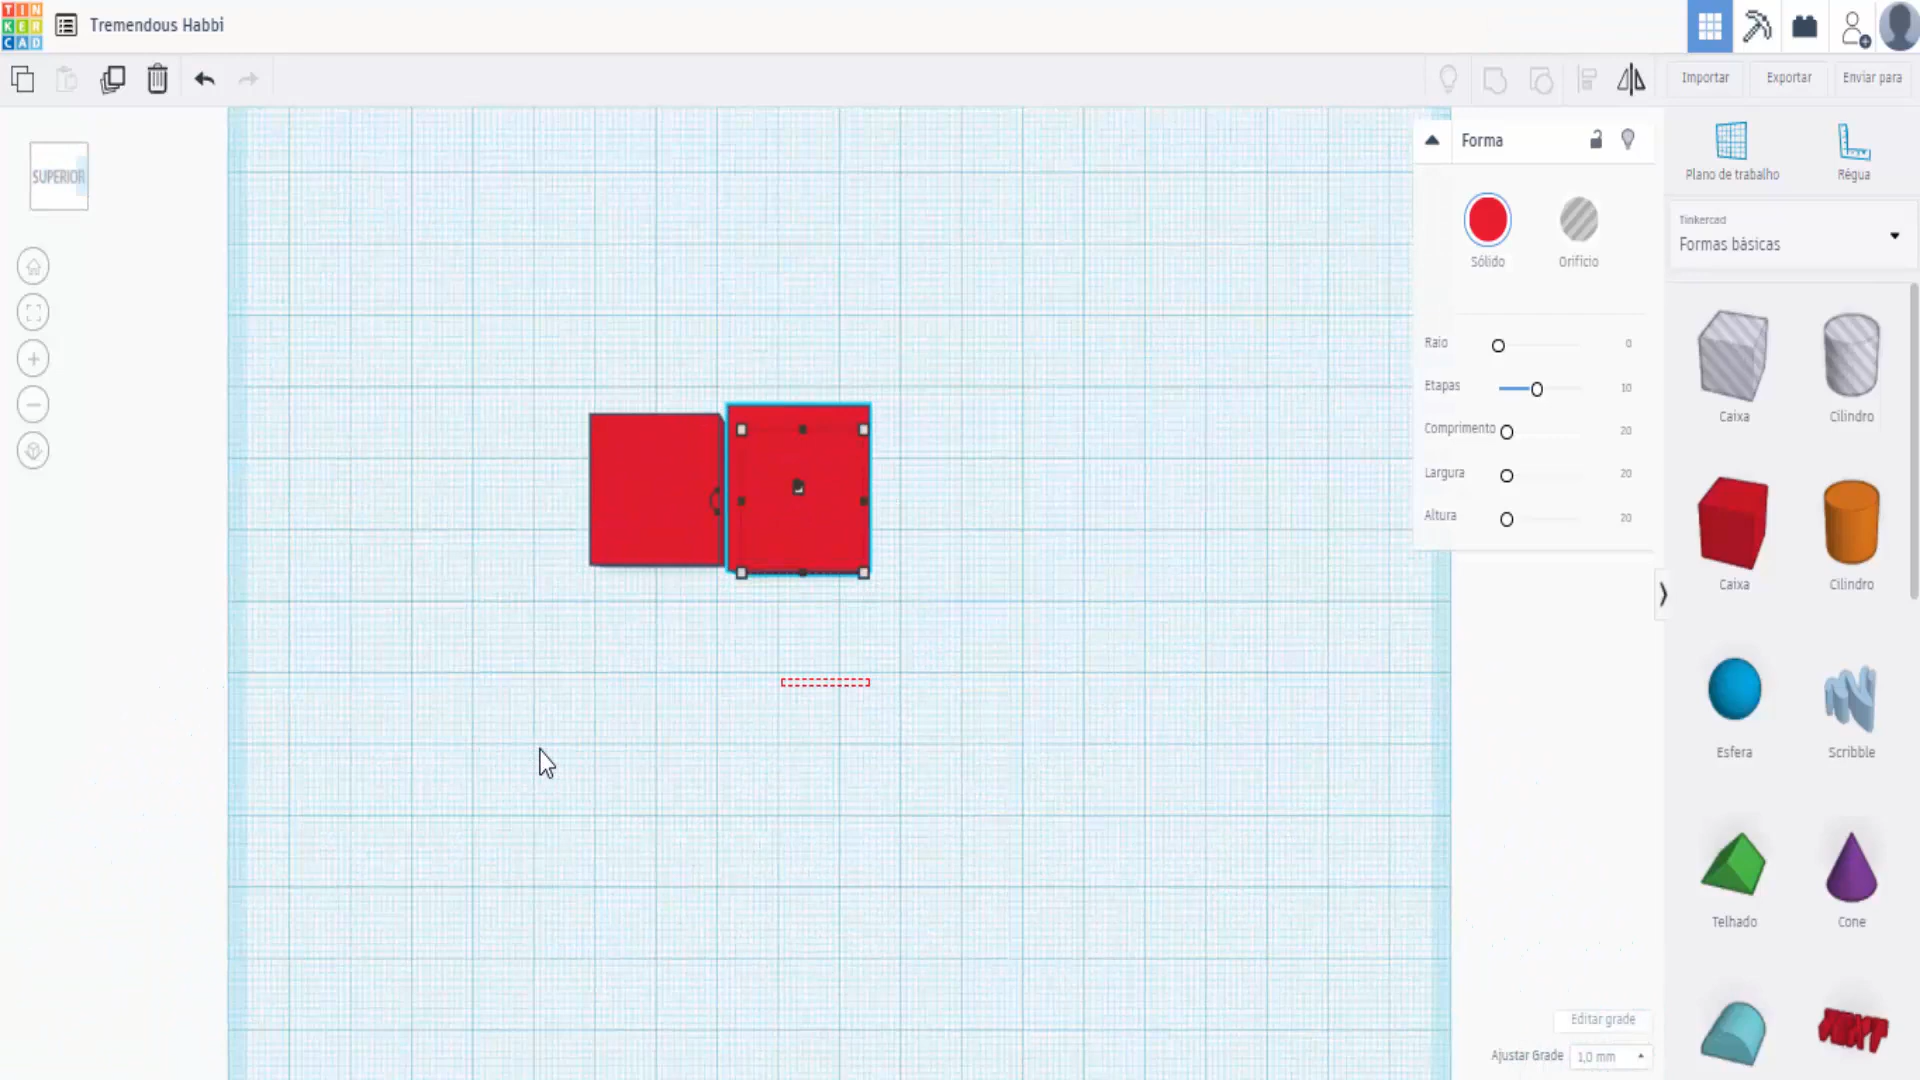 TIN
KER
CAD
Tremendous Habbi
Importar
Exportar
Enviar para
SUPERIOR
Forma
Sólido
Orifício
Raio
0
Etapas
10
Comprimento
20
Largura
20
Altura
20
Plano de trabalho
Régua
Tinkercad
Formas básicas
Caixa
Cilindro
Caixa
Cilindro
Esfera
Scribble
Telhado
Cone
Editar grade
Ajustar Grade
1,0 mm